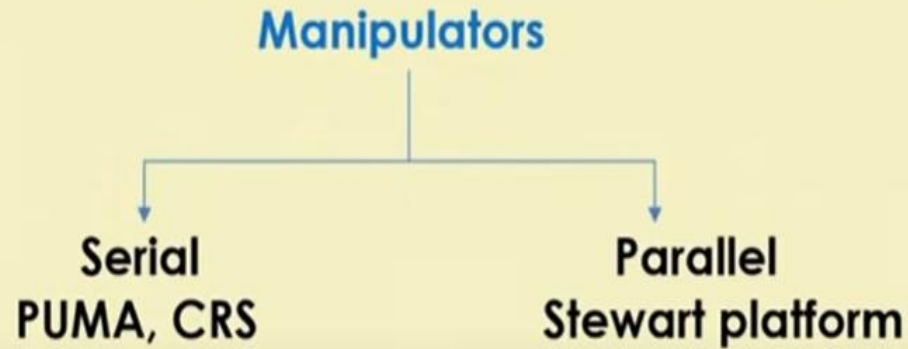 Manipulators
Serial
PUMA, CRS
Parallel
Stewart platform